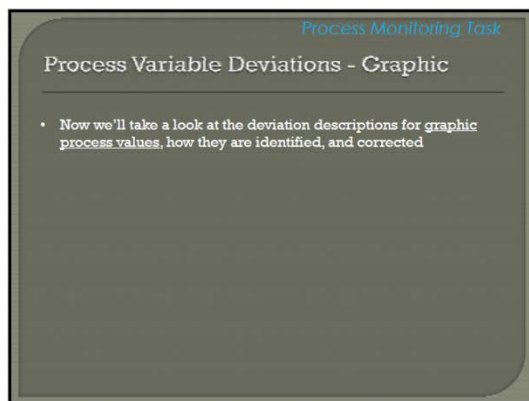 Process Monitoring Task
Process Variable Deviations - Graphic
• Now we'll take a look at the deviation descriptions for graphic
process values, how they are identified, and corrected